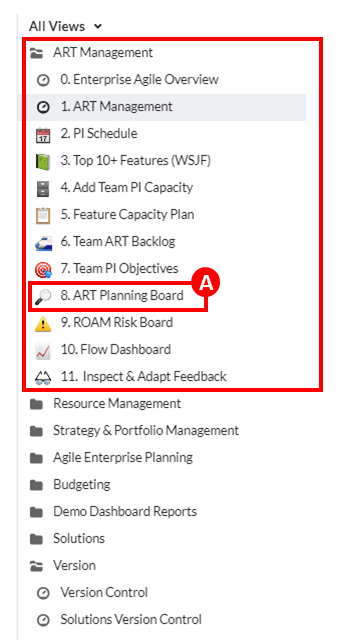 All Views
ART Management
0. Enterprise Agile Overview
1. ART Management
17
2. PI Schedule
3. Top 10+ Features (WSJF)
4. Add Team PI Capacity
5. Feature Capacity Plan
6. Team ART Backlog
7. Team PI Objectives
A
8. ART Planning Board
9. ROAM Risk Board
10. Flow Dashboard
11. Inspect & Adapt Feedback
Resource Management
Strategy & Portfolio Management
Agile Enterprise Planning
Budgeting
Demo Dashboard Reports
Solutions
Version
Version Control
Solutions Version Control